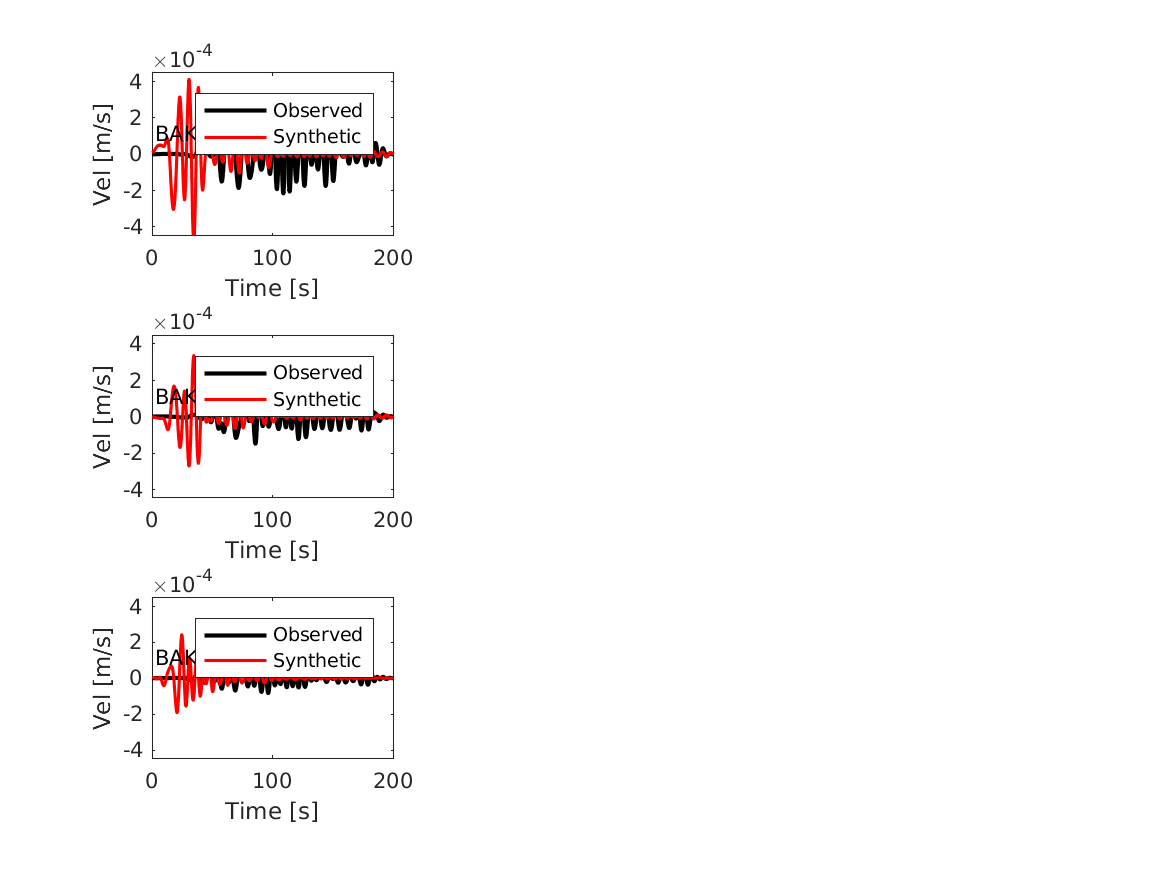 ×10-4
4
2
0
-2
-4
Vel [m/s]
BAK
Observed
Synthetic
0 100 200
Time [s]
×10-4
4
2
0
-2
-4
Vel [m/s]
BAK
Observed
Synthetic
0 100 200
Time [s]
×10-4
4
2
0
-2
-4
Vel [m/s]
BAK
Observed
Synthetic
0 100 200
Time [s]